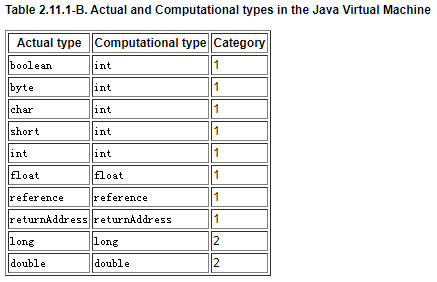 Table 2.11.1-B. Actual and Computational types in the Java Virtual Machine
Actual type Computational type Category
boolean int 1
byte int 1
char int 1
short int 1
int int 1
float float 1
reference reference 1
returnAddress returnAddress 1
long long 2
double double 2